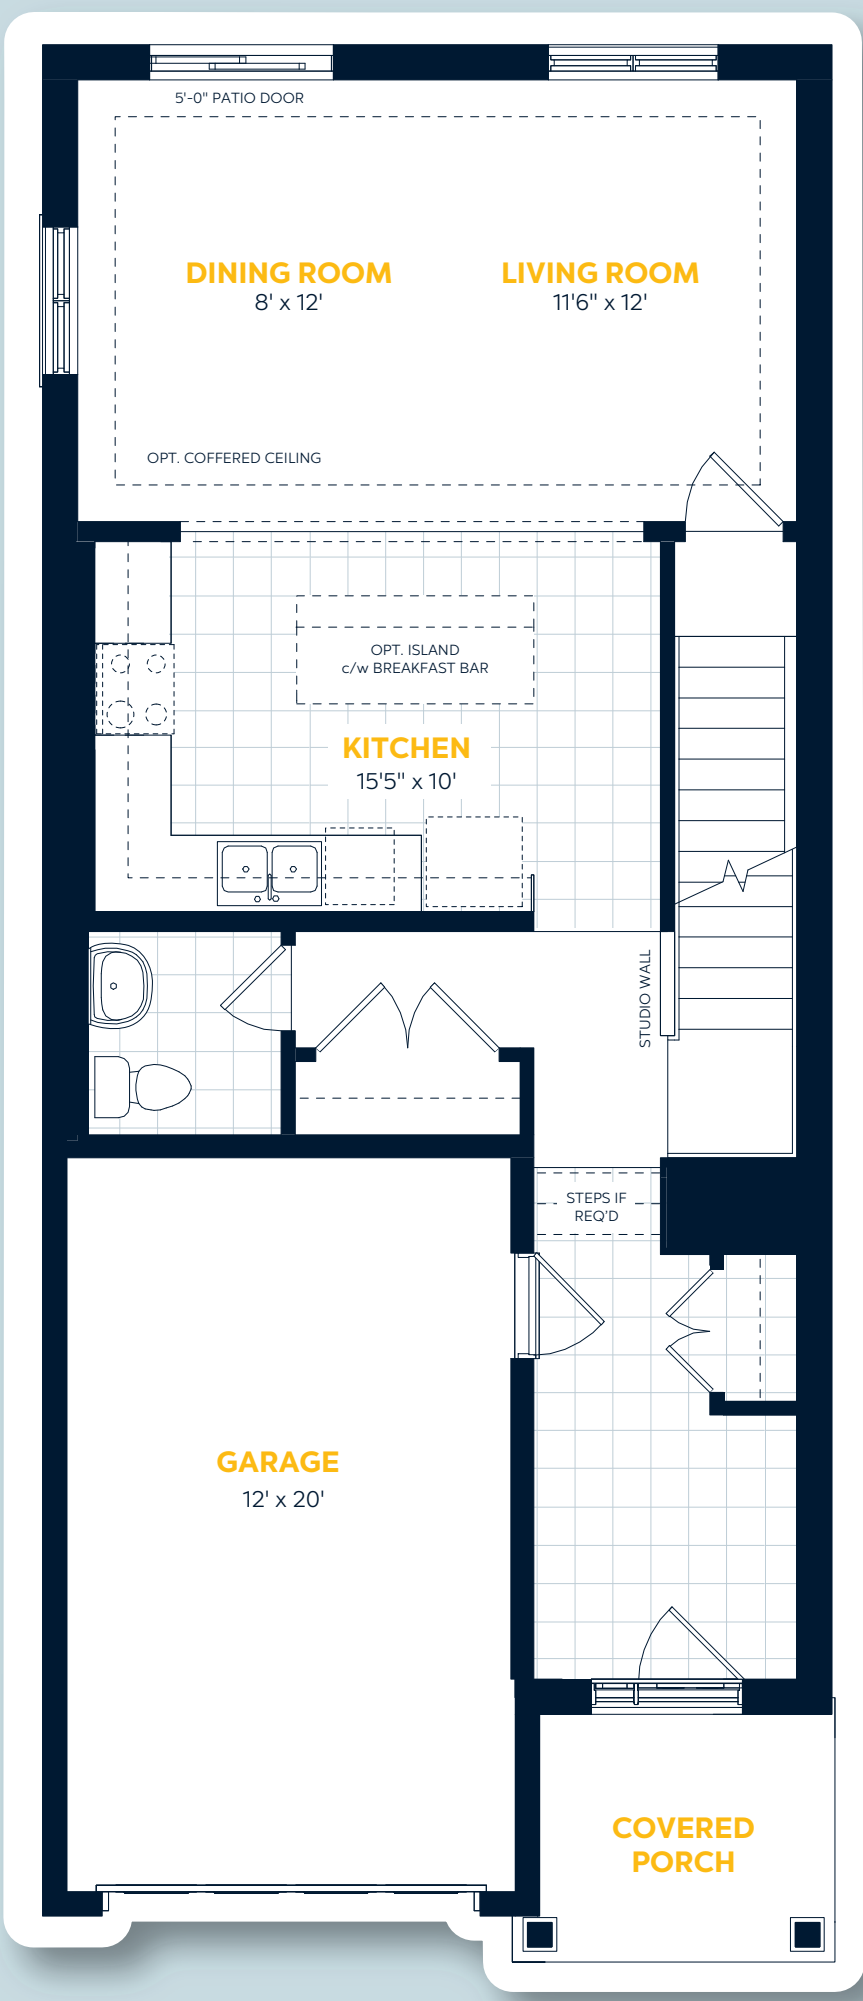 5'-0" PATIO DOOR
DINING ROOM
8' x 12'
LIVING ROOM
11'6" x 12'
OPT. COFFERED CEILING
OPT. ISLAND
c/w BREAKFAST BAR
KITCHEN
15'5" x 10'
STUDIO WALL
STEPS IF
REQ'D
GARAGE
12' x 20'
COVERED
PORCH